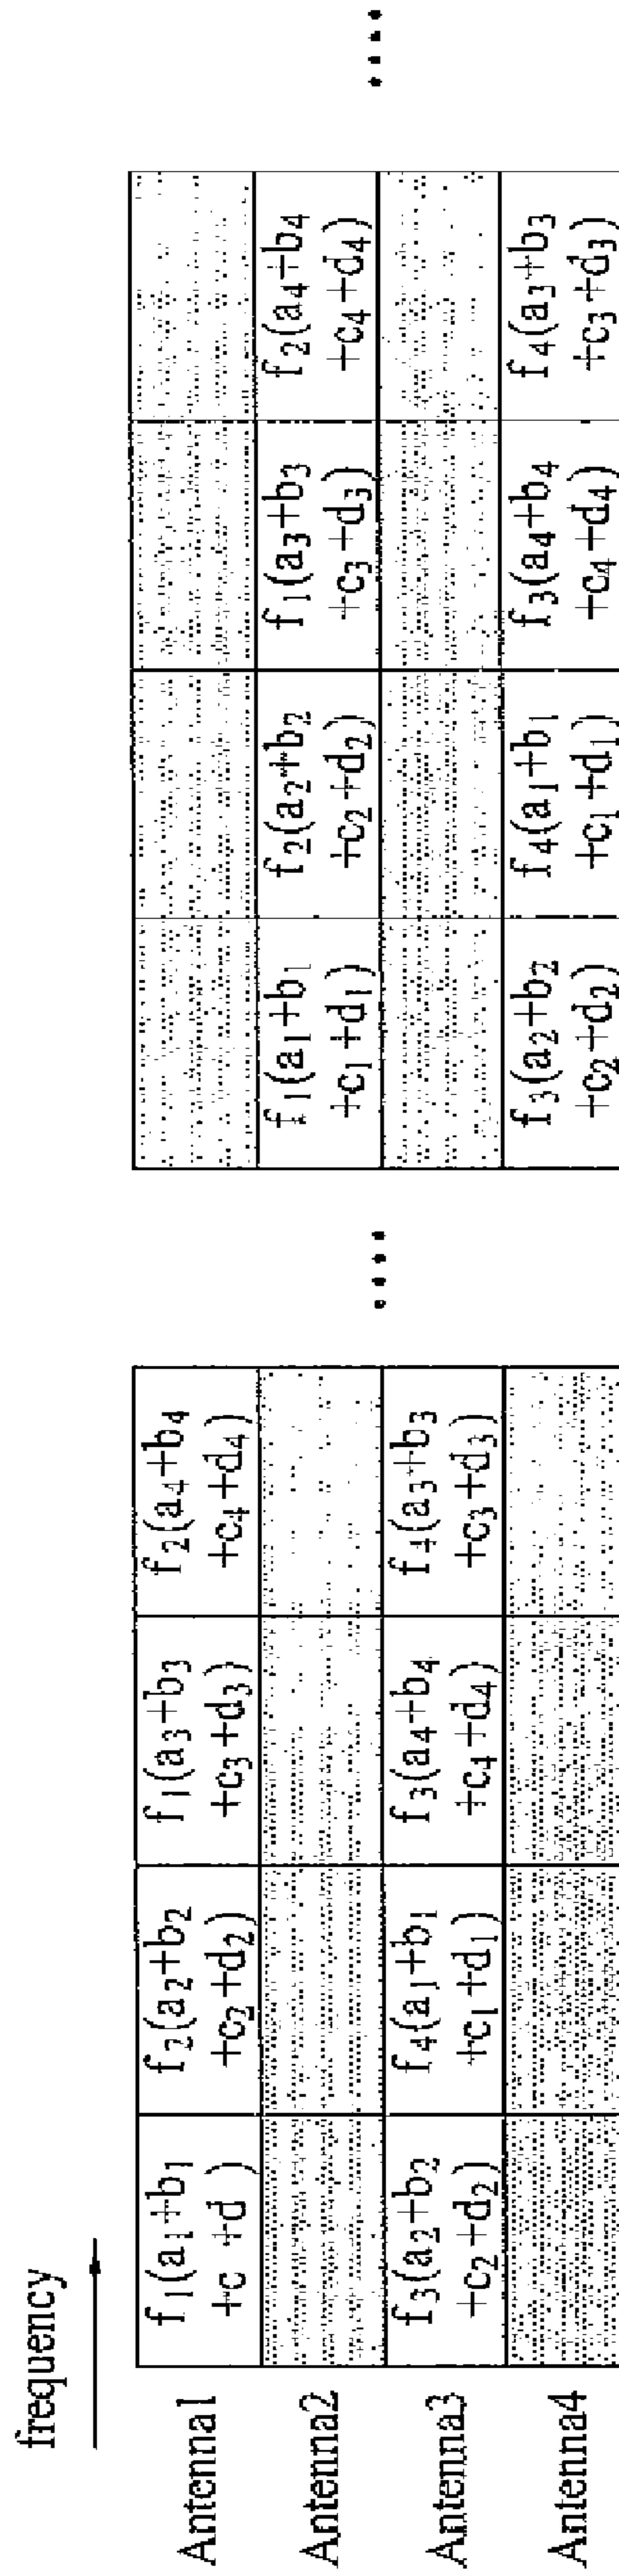 frequency
Antenna1
f₁(a₁+b₁
+c +d )
f₂(a₂+b₂
+c₂+d₂)
f₁(a₃+b₃
+c₃+d₃)
f₂(a₄+b₄
+c₄+d₄)
Antenna2
f₁(a₁+b₁
+c₁+d₁)
f₂(a₂+b₂
+c₂+d₂)
f₁(a₃+b₃
+c₃+d₃)
f₂(a₄+b₄
+c₄+d₄)
Antenna3
f₃(a₂+b₂
+c₂+d₂)
f₄(a₁+b₁
+c₁+d₁)
f₃(a₄+b₄
+c₄+d₄)
f₄(a₃+b₃
+c₃+d₃)
Antenna4
f₃(a₂+b₂
+c₂+d₂)
f₄(a₁+b₁
+c₁+d₁)
f₃(a₄+b₄
+c₄+d₄)
f₄(a₃+b₃
+c₃+d₃)